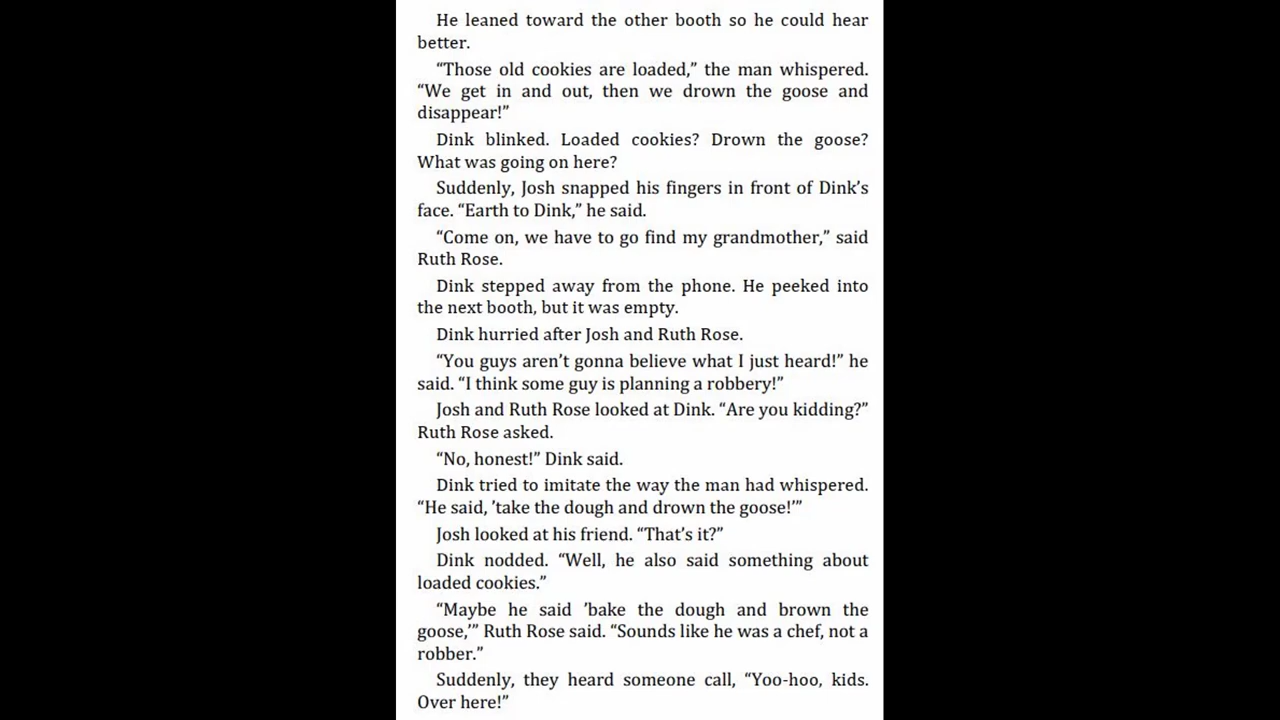 He leaned toward the other booth so he could hear
better.
“Those old cookies are loaded,” the man whispered.
“We get in and out, then we drown the goose and
disappear!”
Dink blinked. Loaded cookies? Drown the goose?
What was going on here?
Suddenly, Josh snapped his fingers in front of Dink’s
face. “Earth to Dink,” he said.
“Come on, we have to go find my grandmother,” said
Ruth Rose.
Dink stepped away from the phone. He peeked into
the next booth, but it was empty.
Dink hurried after Josh and Ruth Rose.
“You guys aren’t gonna believe what I just heard!” he
said. “I think some guy is planning a robbery!”
Josh and Ruth Rose looked at Dink. “Are you kidding?”
Ruth Rose asked.
“No, honest!” Dink said.
Dink tried to imitate the way the man had whispered.
“He said, ’take the dough and drown the goose!’”
Josh looked at his friend. “That’s it?”
Dink nodded. “Well, he also said something about
loaded cookies.”
“Maybe he said ’bake the dough and brown the
goose,’” Ruth Rose said. “Sounds like he was a chef, not a
robber.”
Suddenly, they heard someone call, “Yoo-hoo, kids.
Over here!”